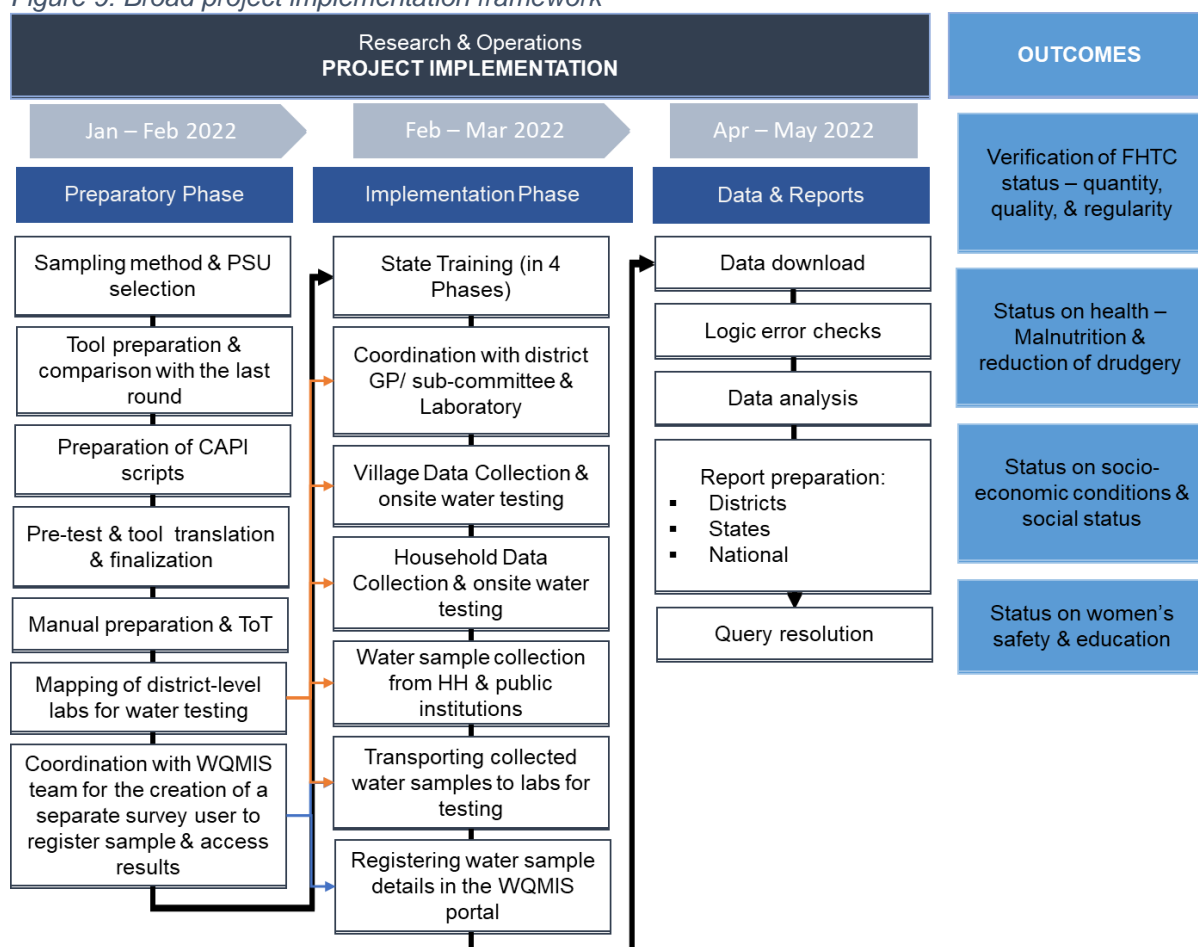 Figure 9: Broad project implementation framework
Research & Operations
PROJECT IMPLEMENTATION
OUTCOMES
Jan – Feb 2022
Feb – Mar 2022
Apr – May 2022
Preparatory Phase
Implementation Phase
Data & Reports
Sampling method & PSU
selection
Tool preparation &
comparison with the last
round
Preparation of CAPI
scripts
Pre-test & tool translation
& finalization
Manual preparation & ToT
Mapping of district-level
labs for water testing
Coordination with WQMIS
team for the creation of a
separate survey user to
register sample & access
results
State Training (in 4
Phases)
Coordination with district
GP/ sub-committee &
Laboratory
Village Data Collection &
onsite water testing
Household Data
Collection & onsite water
testing
Water sample collection
from HH & public
institutions
Transporting collected
water samples to labs for
testing
Registering water sample
details in the WQMIS
portal
Data download
Logic error checks
Data analysis
Report preparation:
▪ Districts
▪ States
▪ National
Query resolution
Verification of FHTC
status – quantity,
quality, & regularity
Status on health –
Malnutrition &
reduction of drudgery
Status on socio-
economic conditions &
social status
Status on women's
safety & education